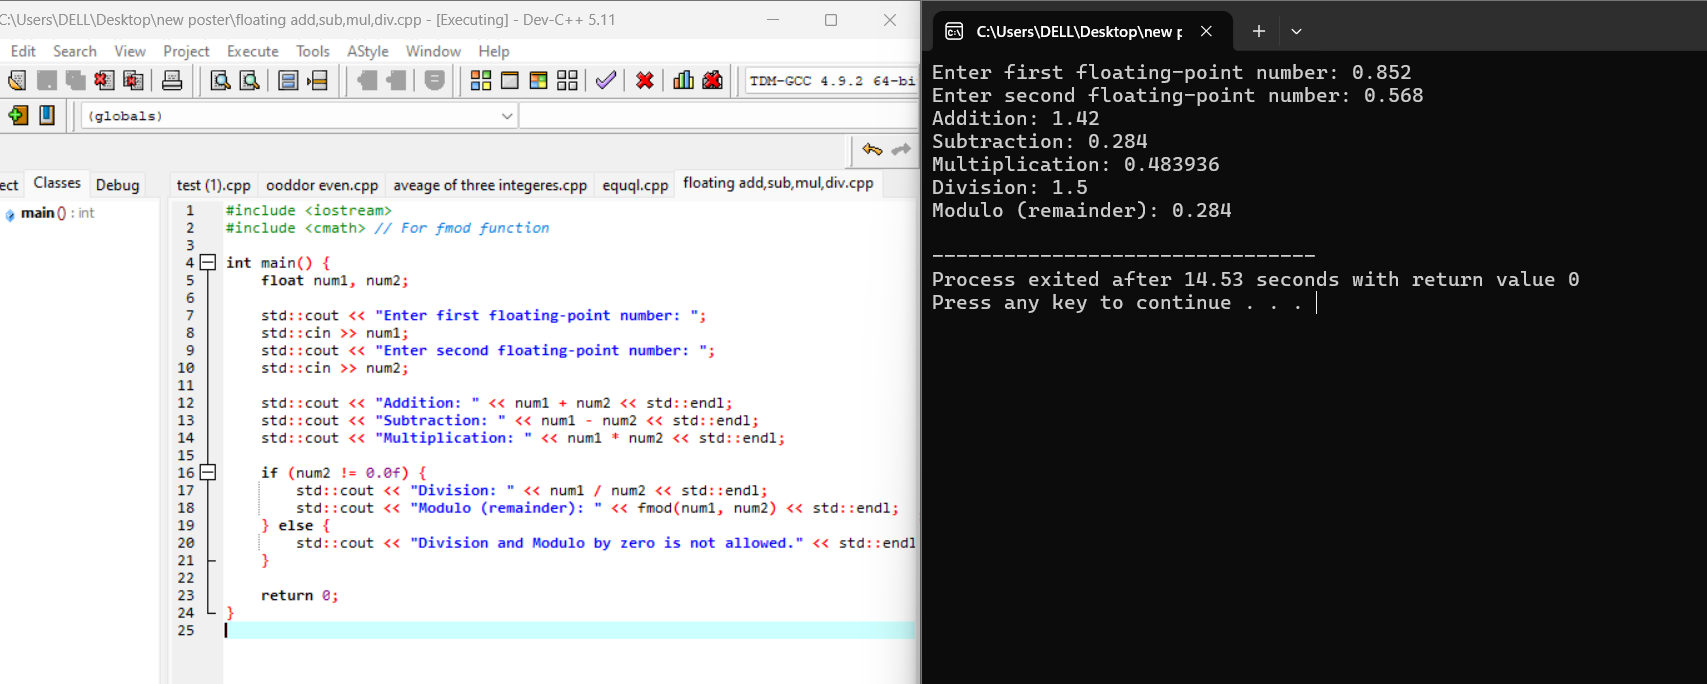 C:\Users\DELL\Desktop\new poster\floating add,sub,mul,div.cpp - [Executing] - Dev-C++ 5.11
Edit Search View Project Execute Tools AStyle Window Help
TDM-GCC 4.9.2 64-bi
(globals)
ect Classes Debug
main() : int
test (1).cpp ooddor even.cpp aveage of three integeres.cpp equql.cpp floating add,sub,mul,div.cpp
1 #include <iostream>
2 #include <cmath> // For fmod function
3
4 int main() {
5 float num1, num2;
6
7 std::cout << "Enter first floating-point number: ";
8 std::cin >> num1;
9 std::cout << "Enter second floating-point number: ";
10 std::cin >> num2;
11
12 std::cout << "Addition: " << num1 + num2 << std::endl;
13 std::cout << "Subtraction: " << num1 - num2 << std::endl;
14 std::cout << "Multiplication: " << num1 * num2 << std::endl;
15
16 if (num2 != 0.0f) {
17 std::cout << "Division: " << num1 / num2 << std::endl;
18 std::cout << "Modulo (remainder): " << fmod(num1, num2) << std::endl;
19 } else {
20 std::cout << "Division and Modulo by zero is not allowed." << std::endl
21 }
22
23 return 0;
24 }
25
C:\Users\DELL\Desktop\new p
Enter first floating-point number: 0.852
Enter second floating-point number: 0.568
Addition: 1.42
Subtraction: 0.284
Multiplication: 0.483936
Division: 1.5
Modulo (remainder): 0.284
--------------------------------
Process exited after 14.53 seconds with return value 0
Press any key to continue . . .